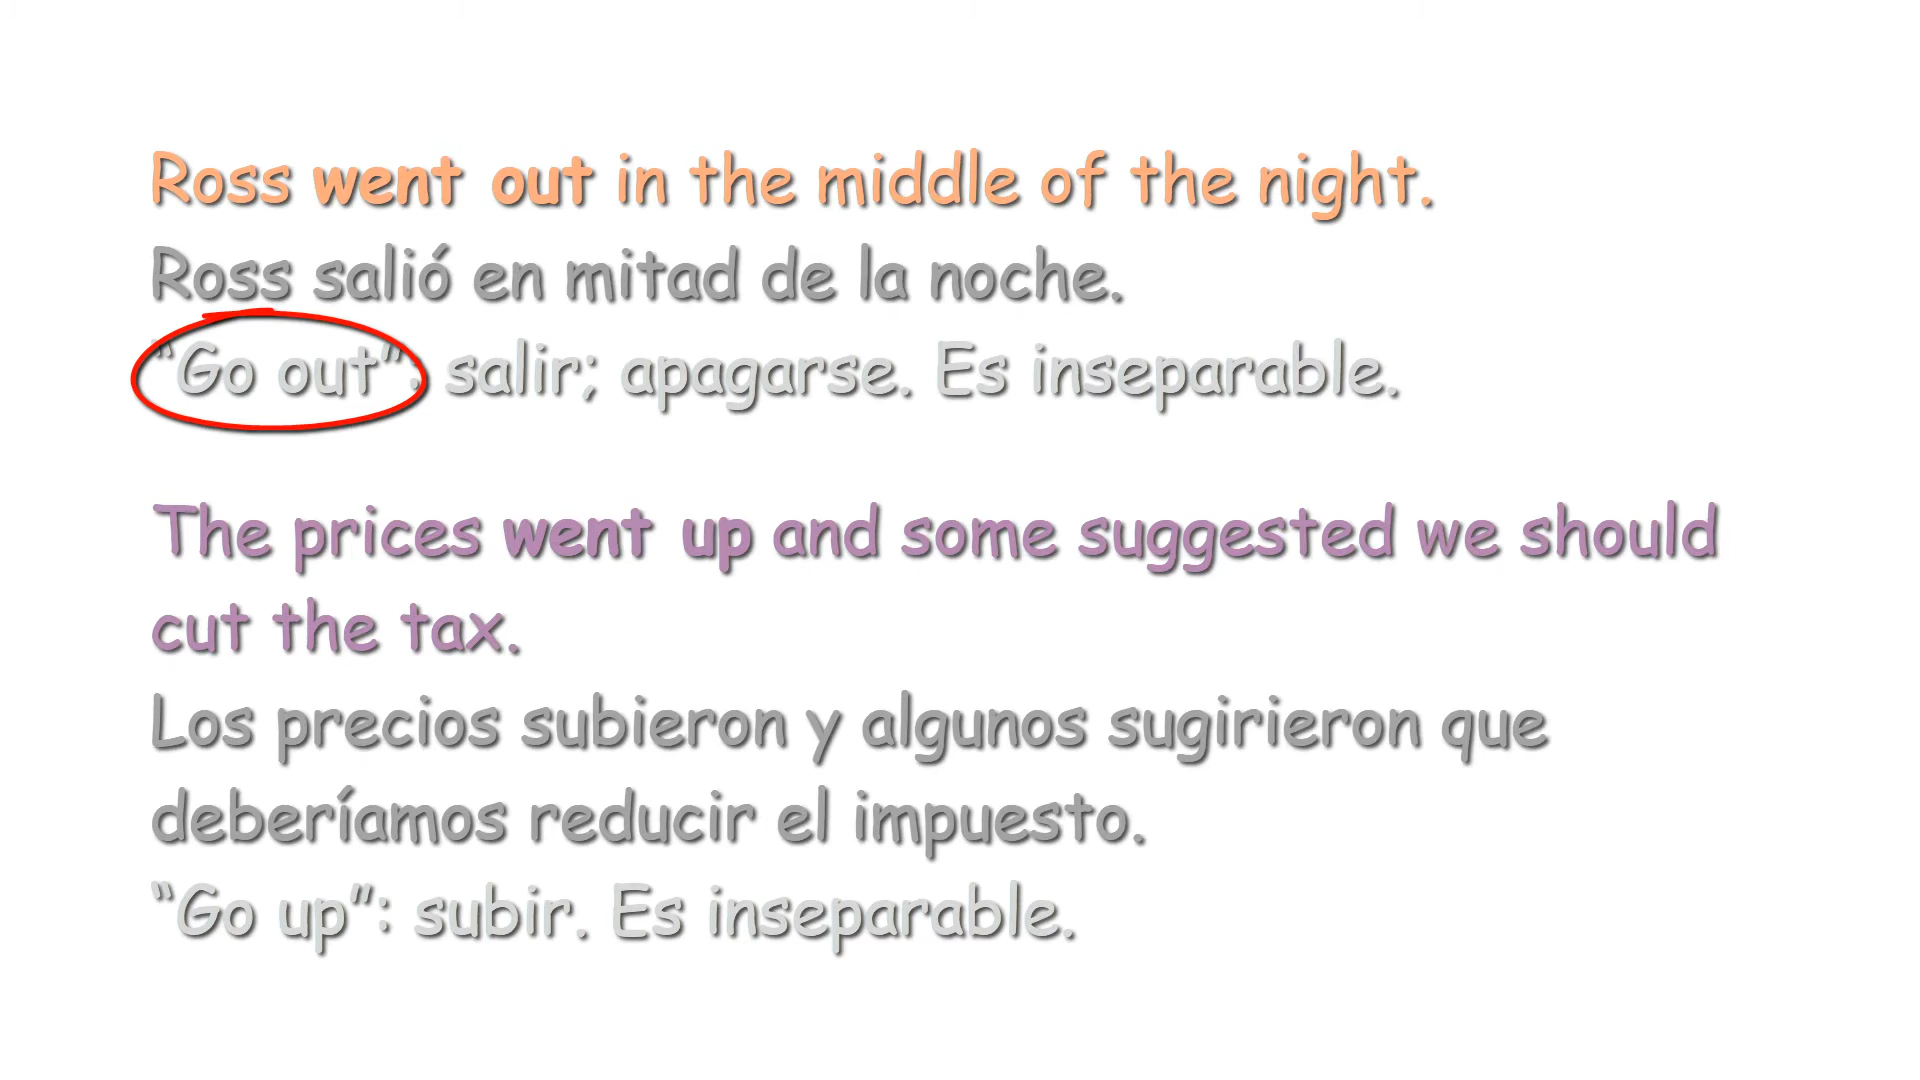 Ross went out in the middle of the night.
Ross salió en mitad de la noche.
“Go out”: salir; apagarse. Es inseparable.
The prices went up and some suggested we should
cut the tax.
Los precios subieron y algunos sugirieron que
deberíamos reducir el impuesto.
“Go up”: subir. Es inseparable.